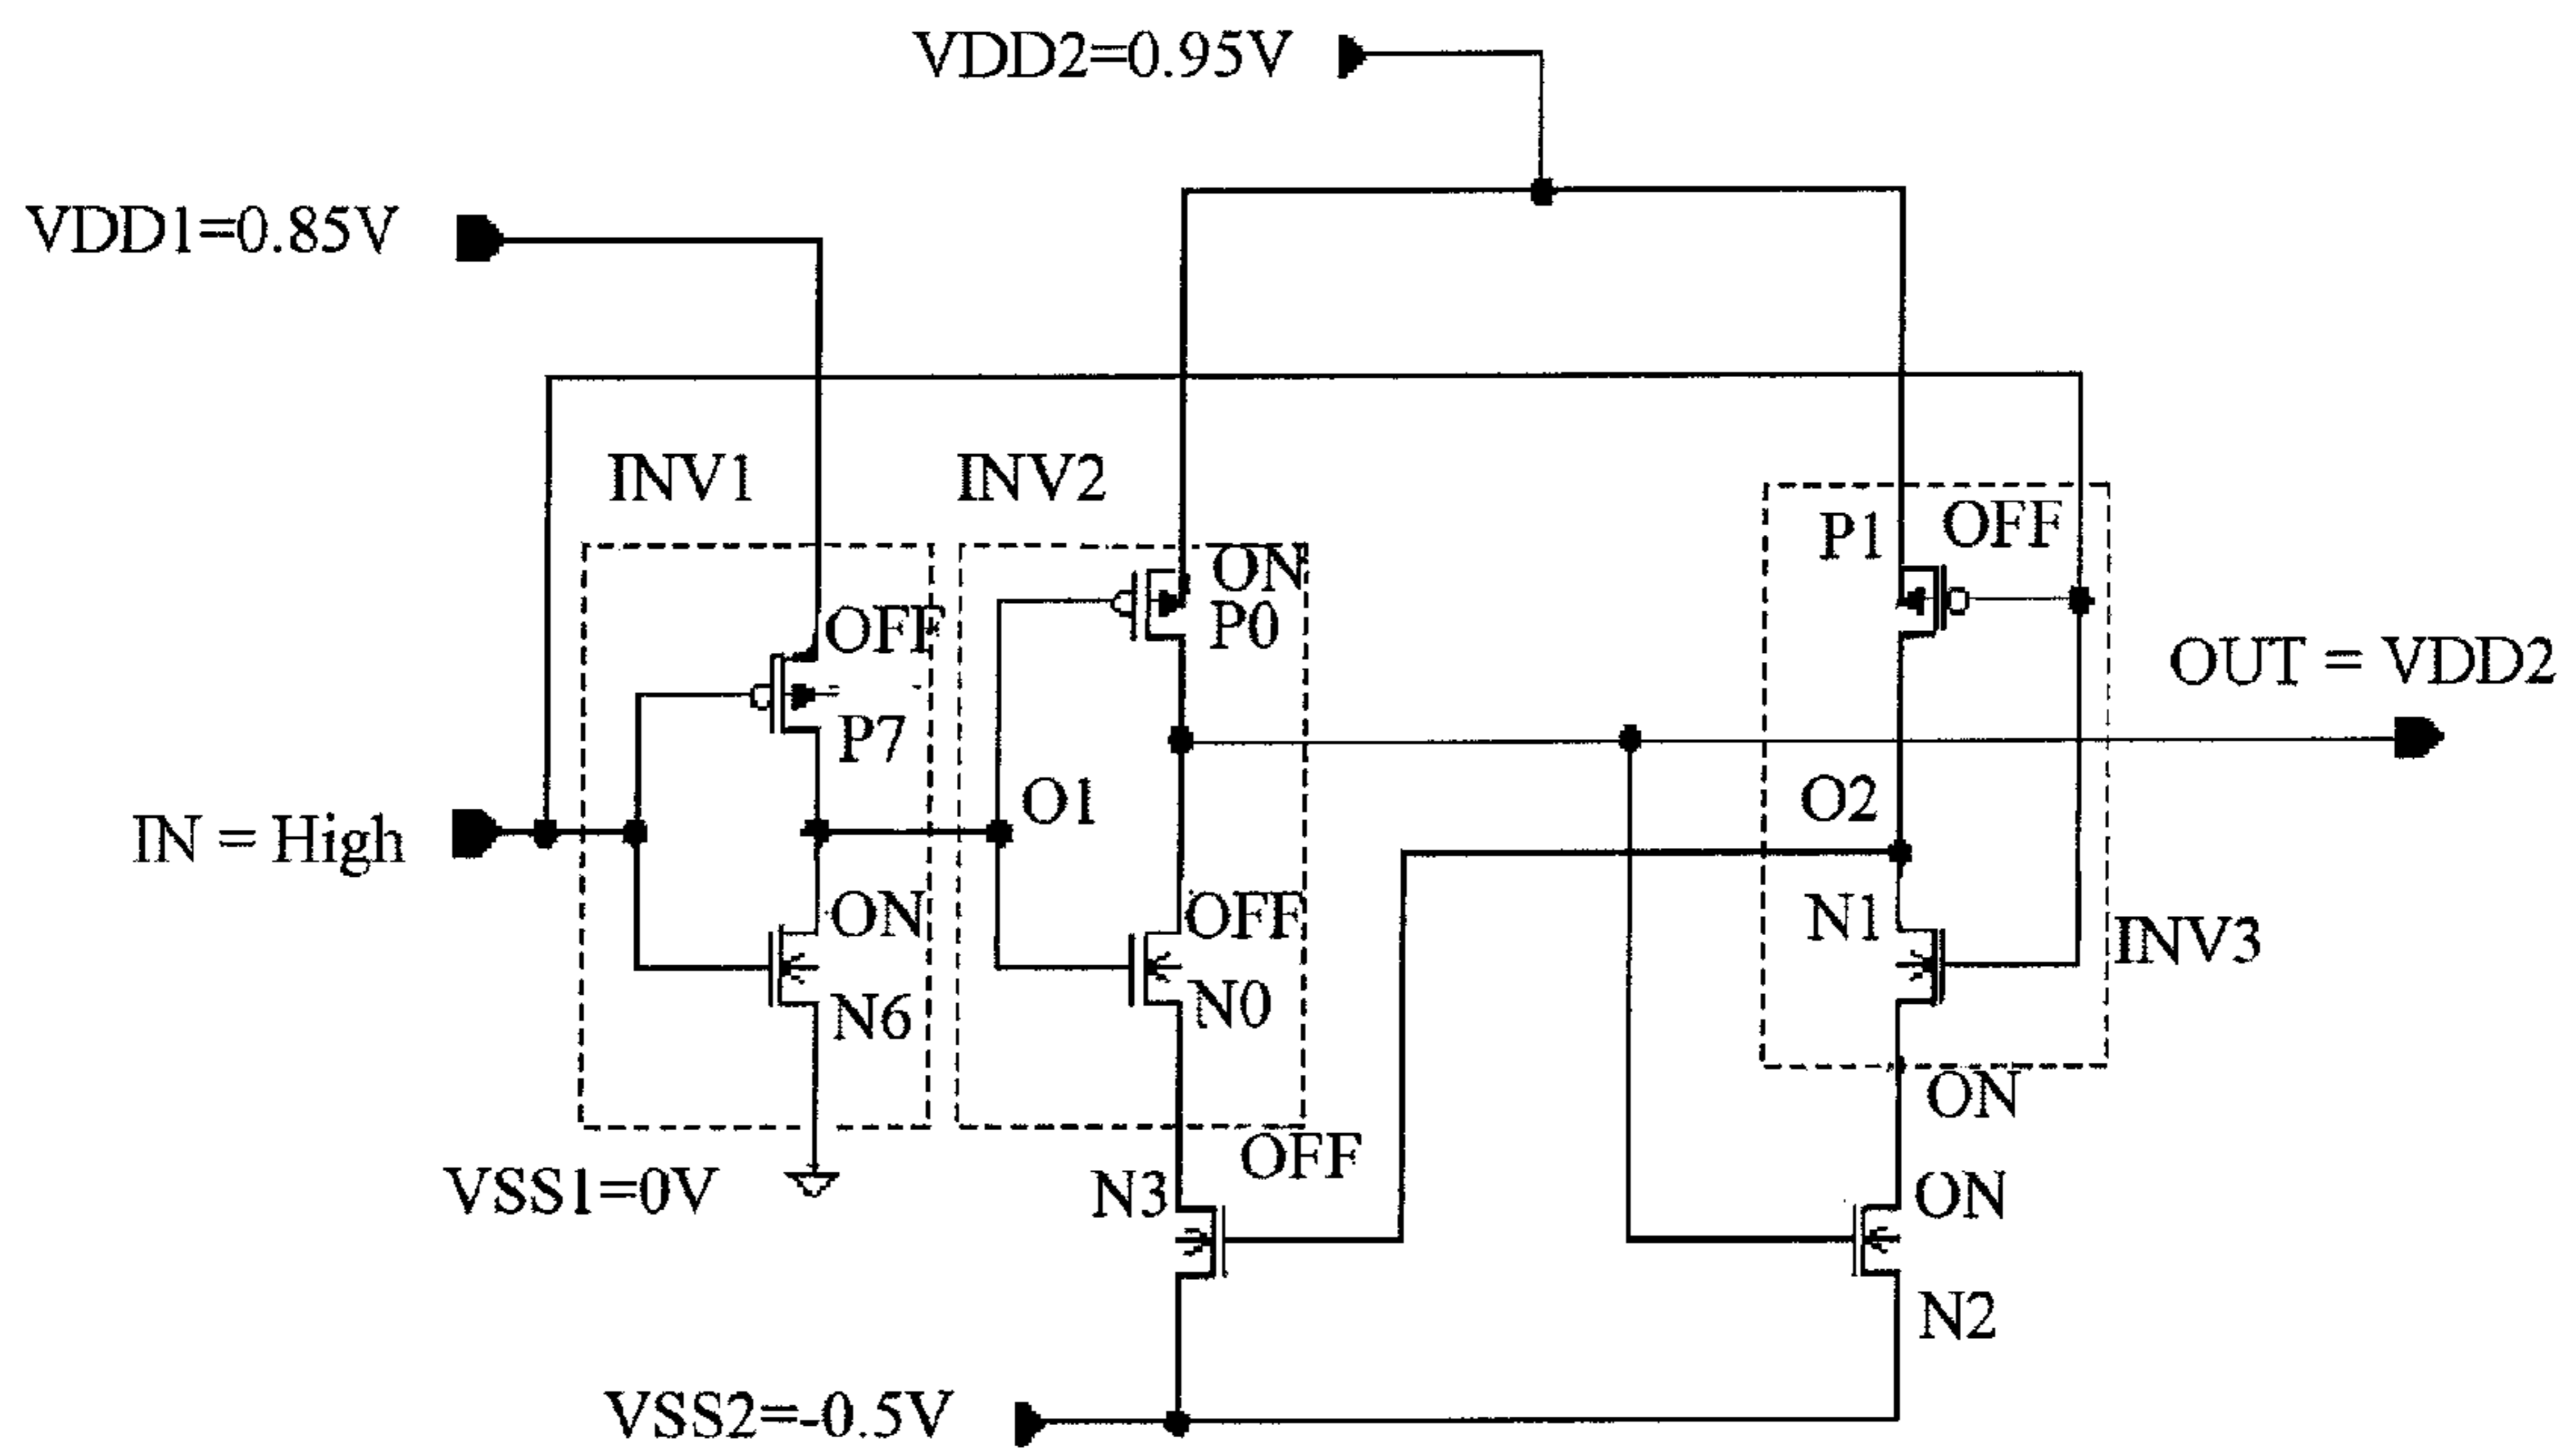 VDD2=0.95V
VDD1=0.85V
INV1
INV2
P1
OFF
ON
OFF
P0
OUT = VDD2
P7
O1
O2
IN = High
ON
OFF
N1
INV3
N6
N0
ON
OFF
VSS1=0V
N3
ON
N2
VSS2=-0.5V